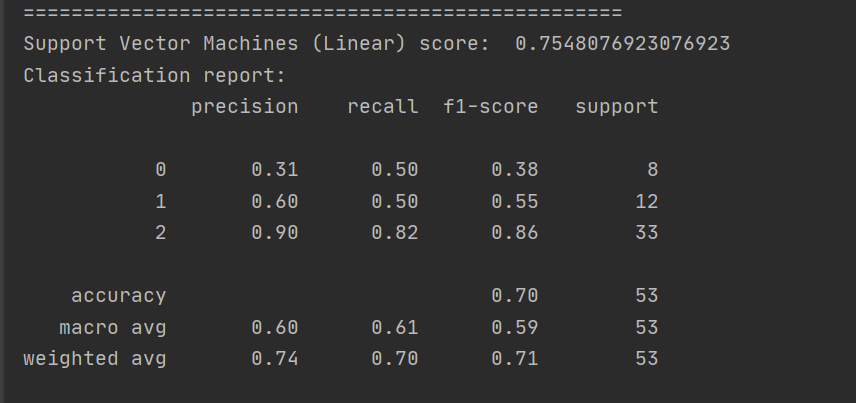 ==================================================
Support Vector Machines (Linear) score:  0.7548076923076923
Classification report:
              precision    recall  f1-score   support

           0       0.31      0.50      0.38         8
           1       0.60      0.50      0.55        12
           2       0.90      0.82      0.86        33

    accuracy                           0.70        53
   macro avg       0.60      0.61      0.59        53
weighted avg       0.74      0.70      0.71        53